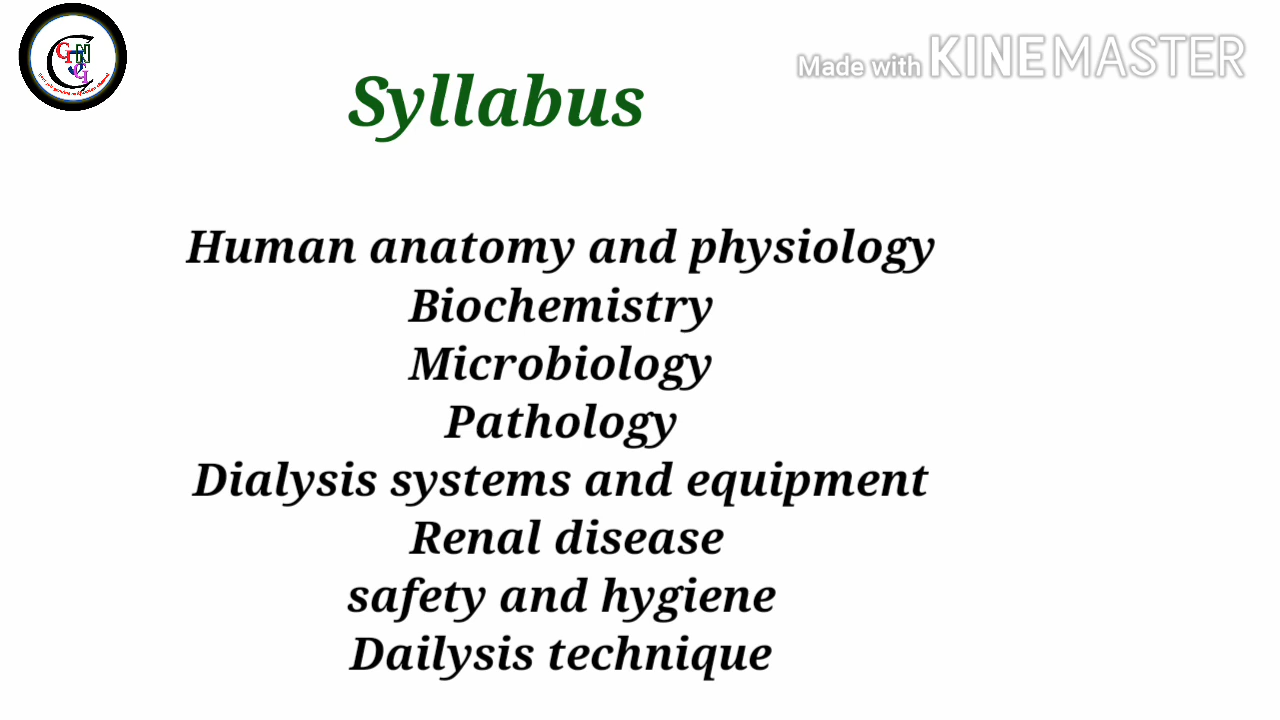 Made with KINEMASTER
Syllabus
Human anatomy and physiology
Biochemistry
Microbiology
Pathology
Dialysis systems and equipment
Renal disease
safety and hygiene
Dailysis technique